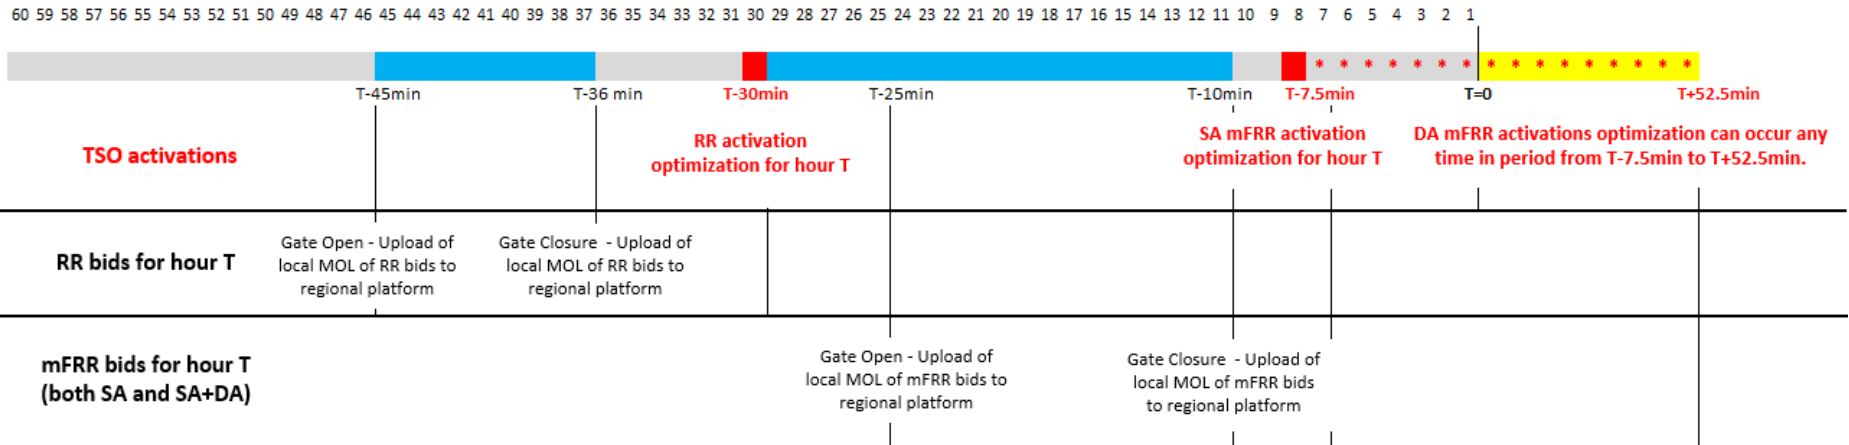 60 59 58 57 56 55 54 53 52 51 50 49 48 47 46 45 44 43 42 41 40 39 38 37 36 35 34 33 32 31 30 29 28 27 26 25 24 23 22 21 20 19 18 17 16 15 14 13 12 11 10 9 8 7 6 5 4 3 2 1
* * * * * * * * * * * * * * * *
T-45min T-36 min T-30min T-25min T-10min T-7.5min T=0 T+52.5min
TSO activations
RR activation
optimization for hour T
SA mFRR activation
optimization for hour T
DA mFRR activations optimization can occur any
time in period from T-7.5min to T+52.5min.
RR bids for hour T
Gate Open - Upload of
local MOL of RR bids to
regional platform
Gate Closure - Upload of
local MOL of RR bids to
regional platform
mFRR bids for hour T
(both SA and SA+DA)
Gate Open - Upload of
local MOL of mFRR bids to
regional platform
Gate Closure - Upload of
local MOL of mFRR bids
to regional platform